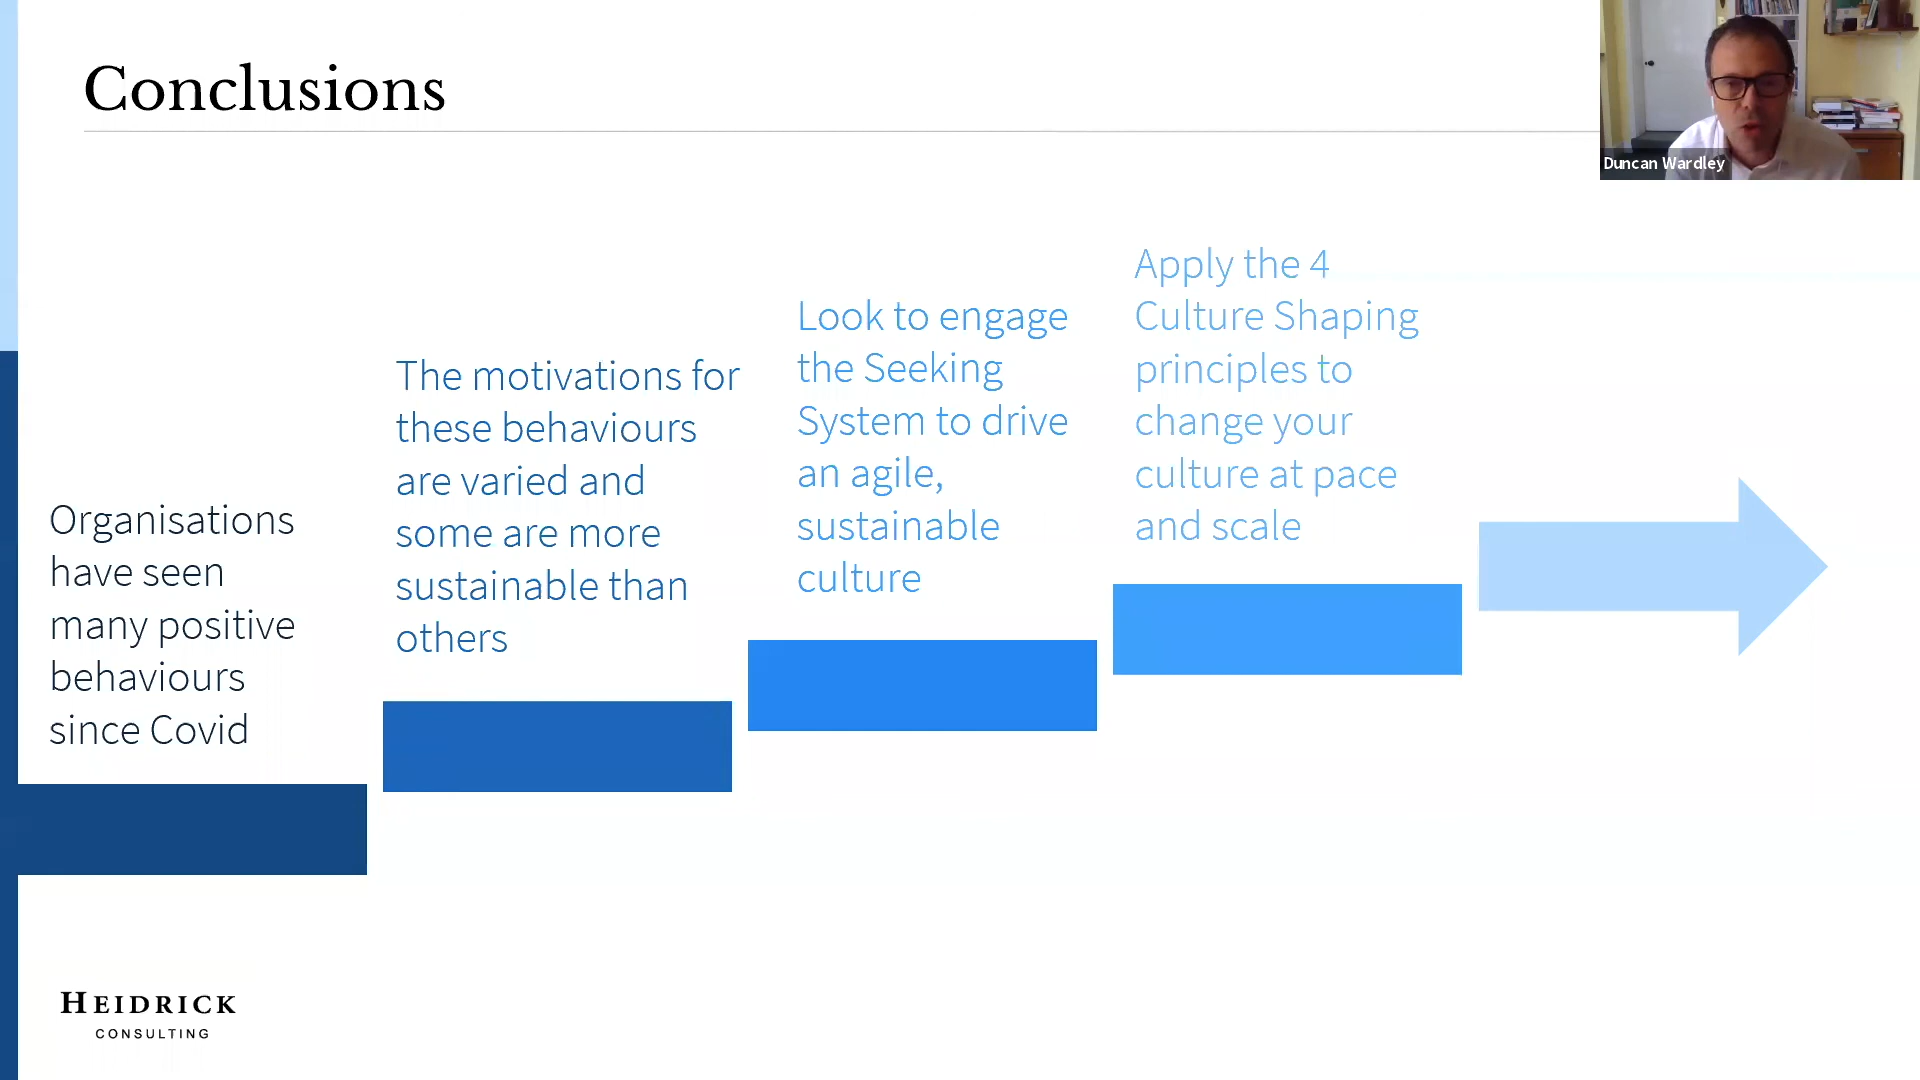 Conclusions
Duncan Wardley
Organisations
have seen
many positive
behaviours
since Covid
The motivations for
these behaviours
are varied and
some are more
sustainable than
others
Look to engage
the Seeking
System to drive
an agile,
sustainable
culture
Apply the 4
Culture Shaping
principles to
change your
culture at pace
and scale
HEIDRICK
CONSULTING